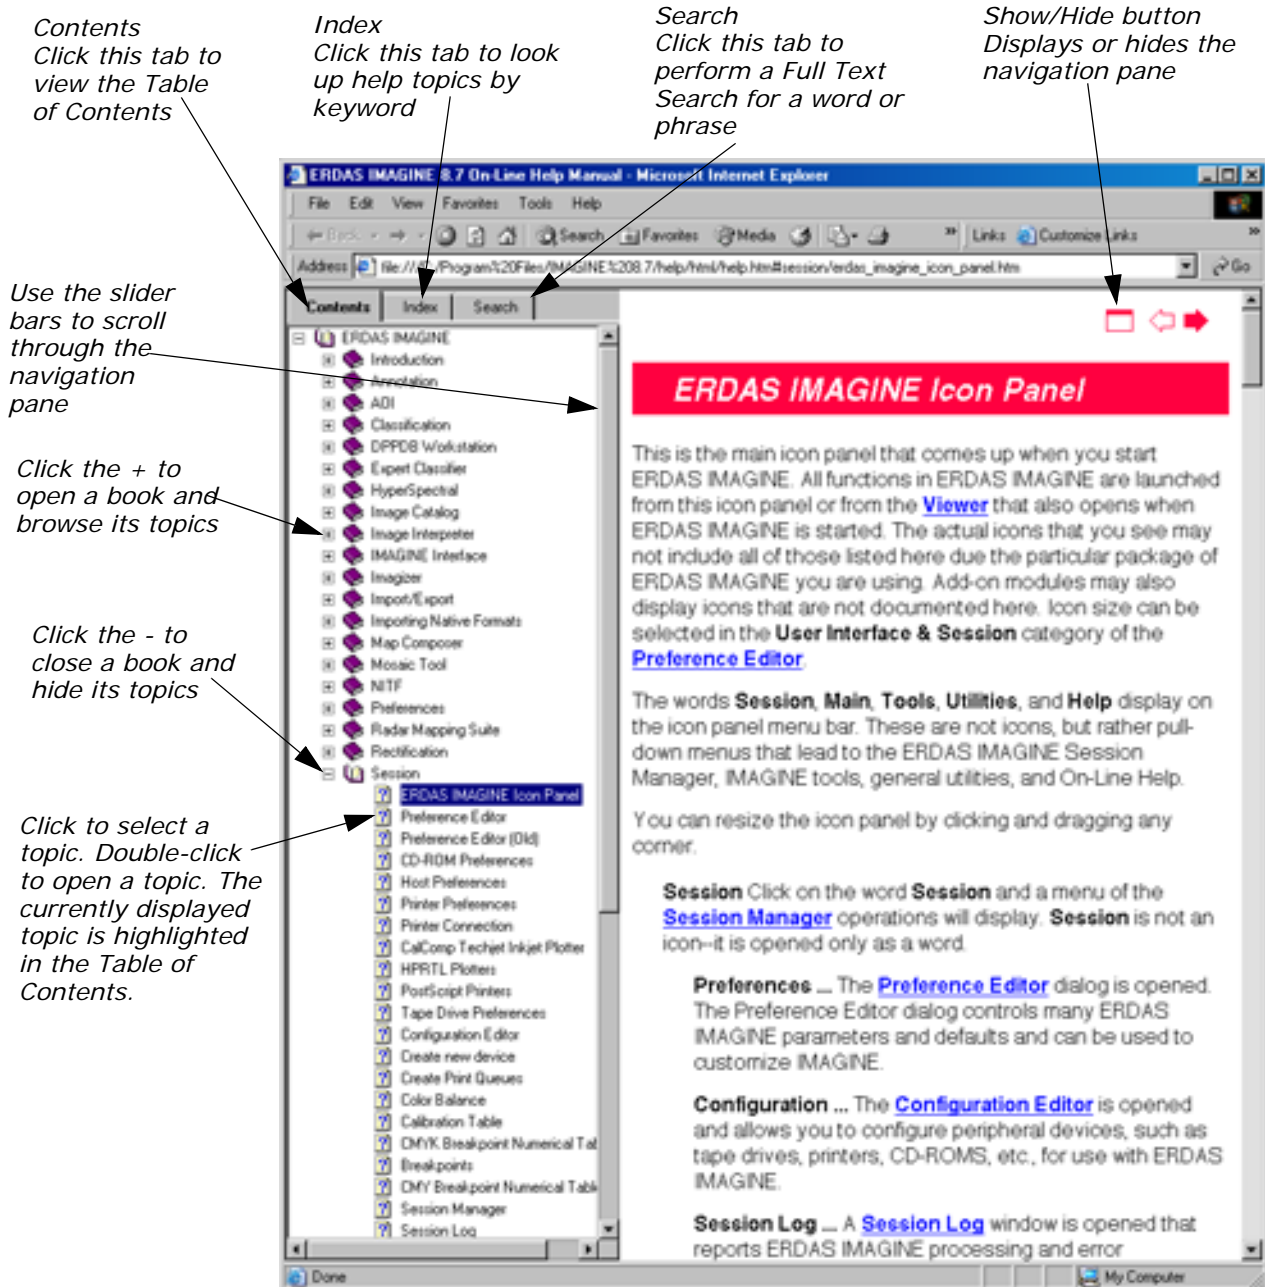 Contents
Click this tab to
view the Table
of Contents
Index
Click this tab to look
up help topics by
keyword
Search
Click this tab to
perform a Full Text
Search for a word or
phrase
Show/Hide button
Displays or hides the
navigation pane
Use the slider
bars to scroll
through the
navigation
pane
Click the + to
open a book and
browse its topics
Click the - to
close a book and
hide its topics
Click to select a
topic. Double-click
to open a topic. The
currently displayed
topic is highlighted
in the Table of
Contents.
ERDAS IMAGINE 8.7 On-Line Help Manual - Microsoft Internet Explorer
File Edit View Favorites Tools Help
Back Search Favorites Media Links Customize Links
Address file:// /Program%20Files/IMAGINE%208.7/help/html/help.htm#session/erdas_imagine_icon_panel.htm Go
Contents Index Search
ERDAS IMAGINE
Introduction
Annotation
AOI
Classification
DPPDB Workstation
Expert Classifier
HyperSpectral
Image Catalog
Image Interpreter
IMAGINE Interface
Imagizer
Import/Export
Importing Native Formats
Map Composer
Mosaic Tool
NITF
Preferences
Radar Mapping Suite
Rectification
Session
ERDAS IMAGINE Icon Panel
Preference Editor
Preference Editor (Old)
CD-ROM Preferences
Host Preferences
Printer Preferences
Printer Connection
CalComp Techjet Inkjet Plotter
HPRTL Plotters
PostScript Printers
Tape Drive Preferences
Configuration Editor
Create new device
Create Print Queues
Color Balance
Calibration Table
CMYK Breakpoint Numerical Tab
Breakpoints
CMY Breakpoint Numerical Table
Session Manager
Session Log
ERDAS IMAGINE Icon Panel
This is the main icon panel that comes up when you start
ERDAS IMAGINE. All functions in ERDAS IMAGINE are launched
from this icon panel or from the Viewer that also opens when
ERDAS IMAGINE is started. The actual icons that you see may
not include all of those listed here due the particular package of
ERDAS IMAGINE you are using. Add-on modules may also
display icons that are not documented here. Icon size can be
selected in the User Interface & Session category of the
Preference Editor.
The words Session, Main, Tools, Utilities, and Help display on
the icon panel menu bar. These are not icons, but rather pull-
down menus that lead to the ERDAS IMAGINE Session
Manager, IMAGINE tools, general utilities, and On-Line Help.
You can resize the icon panel by clicking and dragging any
corner.
Session Click on the word Session and a menu of the
Session Manager operations will display. Session is not an
icon--it is opened only as a word.
Preferences ... The Preference Editor dialog is opened.
The Preference Editor dialog controls many ERDAS
IMAGINE parameters and defaults and can be used to
customize IMAGINE.
Configuration ... The Configuration Editor is opened
and allows you to configure peripheral devices, such as
tape drives, printers, CD-ROMS, etc., for use with ERDAS
IMAGINE.
Session Log ... A Session Log window is opened that
reports ERDAS IMAGINE processing and error
Done My Computer